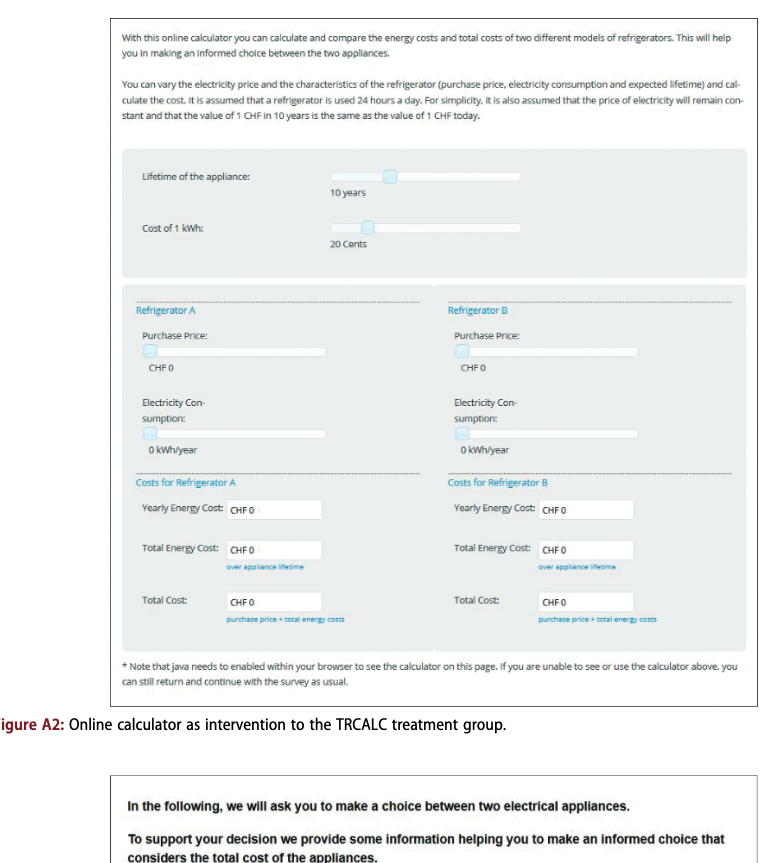 With this online calculator you can calculate and compare the energy costs and total costs of two different models of refrigerators. This will help
you in making an informed choice between the two appliances.
You can vary the electricity price and the characteristics of the refrigerator (purchase price, electricity consumption and expected lifetime) and cal-
culate the cost. It is assumed that a refrigerator is used 24 hours a day. For simplicity, it is also assumed that the price of electricity will remain con-
stant and that the value of 1 CHF in 10 years is the same as the value of 1 CHF today.
Lifetime of the appliance:
10 years
Cost of 1 kWh:
20 Cents
Refrigerator A
Purchase Price:
CHF 0
Electricity Con-
sumption:
0 kWh/year
Costs for Refrigerator A
Yearly Energy Cost: CHF 0
Total Energy Cost: CHF 0
over appliance lifetime
Total Cost: CHF 0
purchase price + total energy costs
Refrigerator B
Purchase Price:
CHF 0
Electricity Con-
sumption:
0 kWh/year
Costs for Refrigerator B
Yearly Energy Cost: CHF 0
Total Energy Cost: CHF 0
over appliance lifetime
Total Cost: CHF 0
purchase price + total energy costs
* Note that java needs to enabled within your browser to see the calculator on this page. If you are unable to see or use the calculator above, you
can still return and continue with the survey as usual.
igure A2: Online calculator as intervention to the TRCALC treatment group.
In the following, we will ask you to make a choice between two electrical appliances.
To support your decision we provide some information helping you to make an informed choice that
considers the total cost of the appliances.